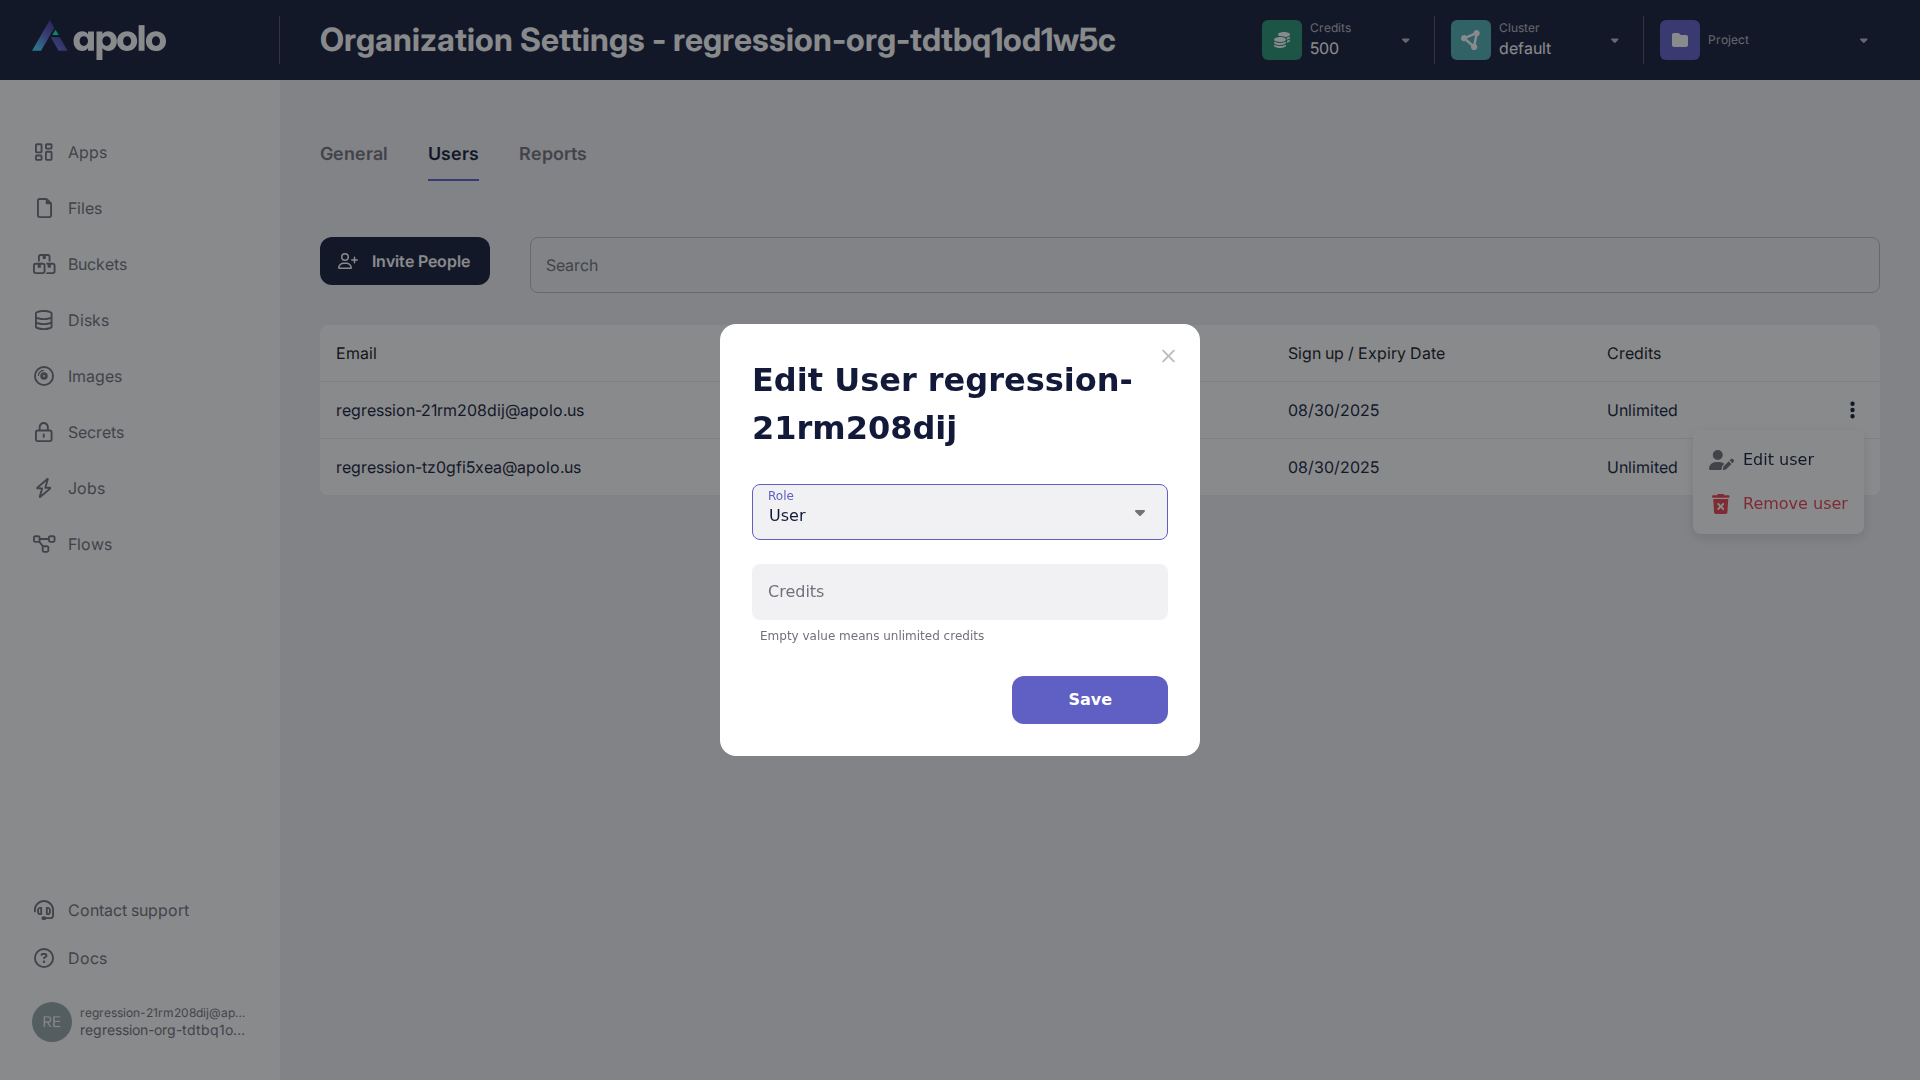 apolo
Organization Settings - regression-org-tdtbq1od1w5c
Credits
500
Cluster
default
Project
Apps
Files
Buckets
Disks
Images
Secrets
Jobs
Flows
General
Users
Reports
Invite People
Search
Email
Sign up / Expiry Date
Credits
regression-21rm208dij@apolo.us
08/30/2025
Unlimited
regression-tz0gfi5xea@apolo.us
08/30/2025
Unlimited
Edit user
Remove user
Edit User regression-
21rm208dij
Role
User
Credits
Empty value means unlimited credits
Save
Contact support
Docs
RE
regression-21rm208dij@ap...
regression-org-tdtbq1o...